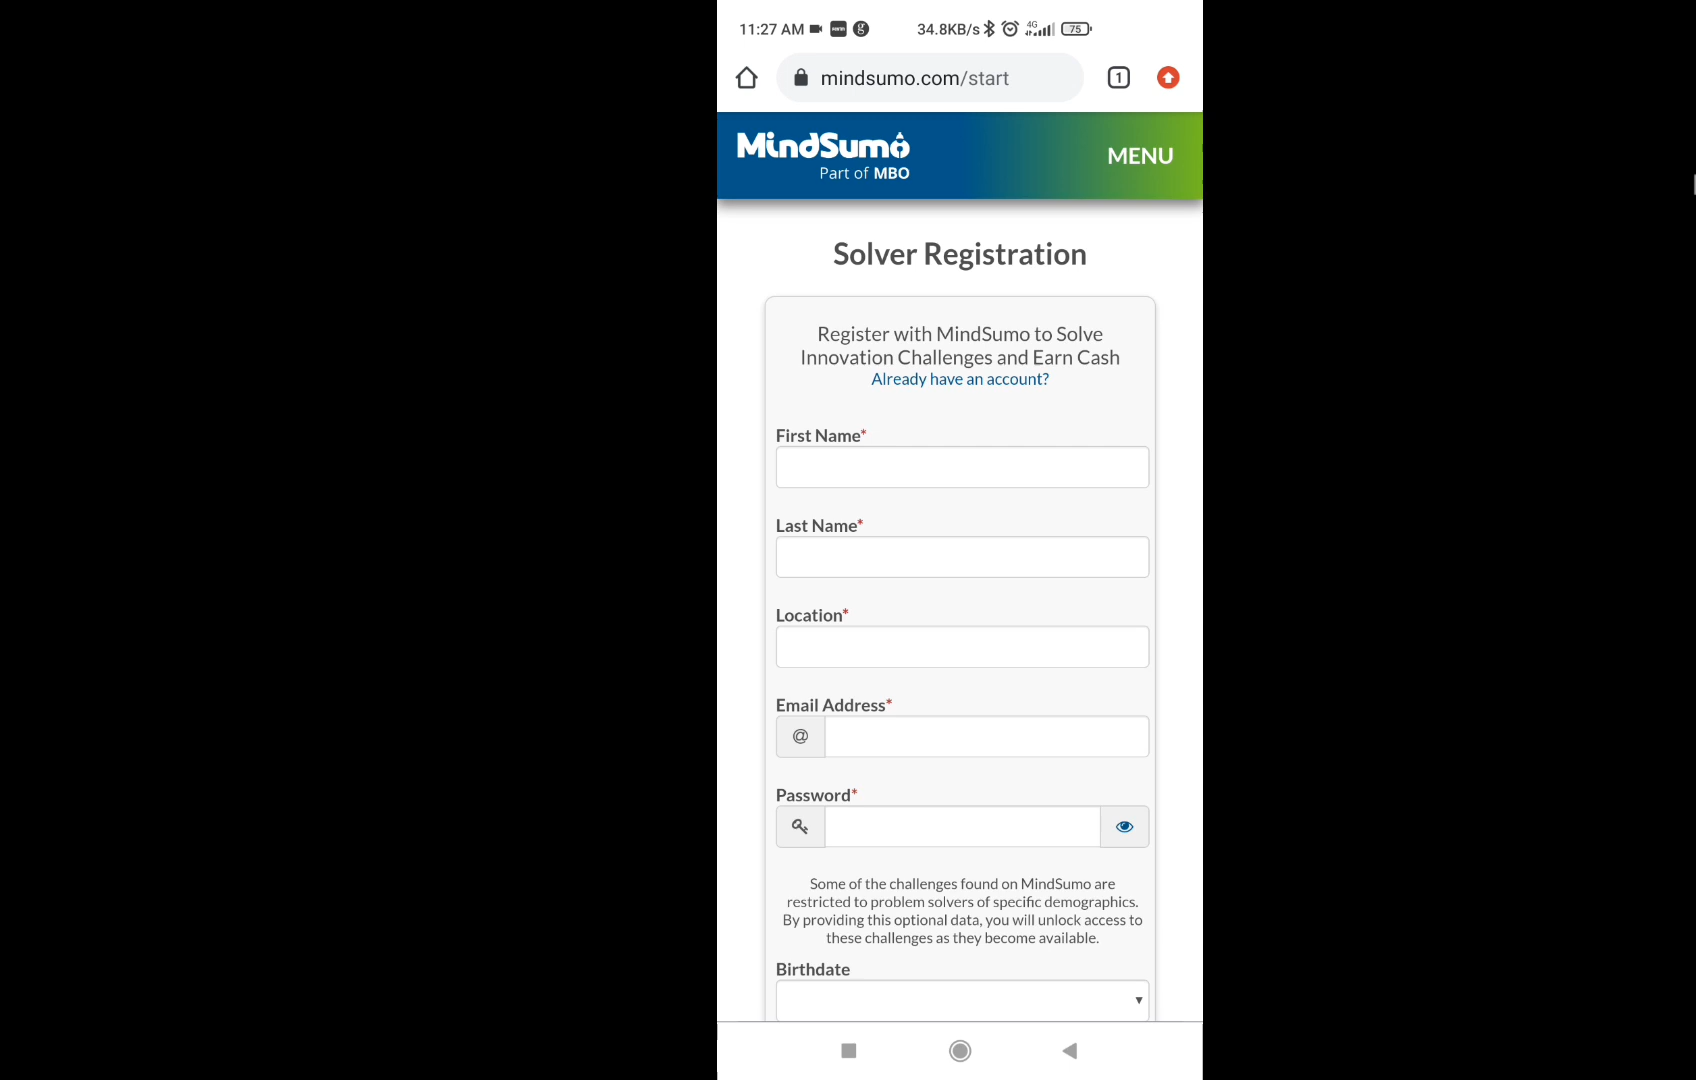 11:27 AM 34.8KB/s 4G 75
mindsumo.com/start 1
MindSumo
Part of MBO
MENU
Solver Registration
Register with MindSumo to Solve
Innovation Challenges and Earn Cash
Already have an account?
First Name*
Last Name*
Location*
Email Address*
@
Password*
Some of the challenges found on MindSumo are
restricted to problem solvers of specific demographics.
By providing this optional data, you will unlock access to
these challenges as they become available.
Birthdate